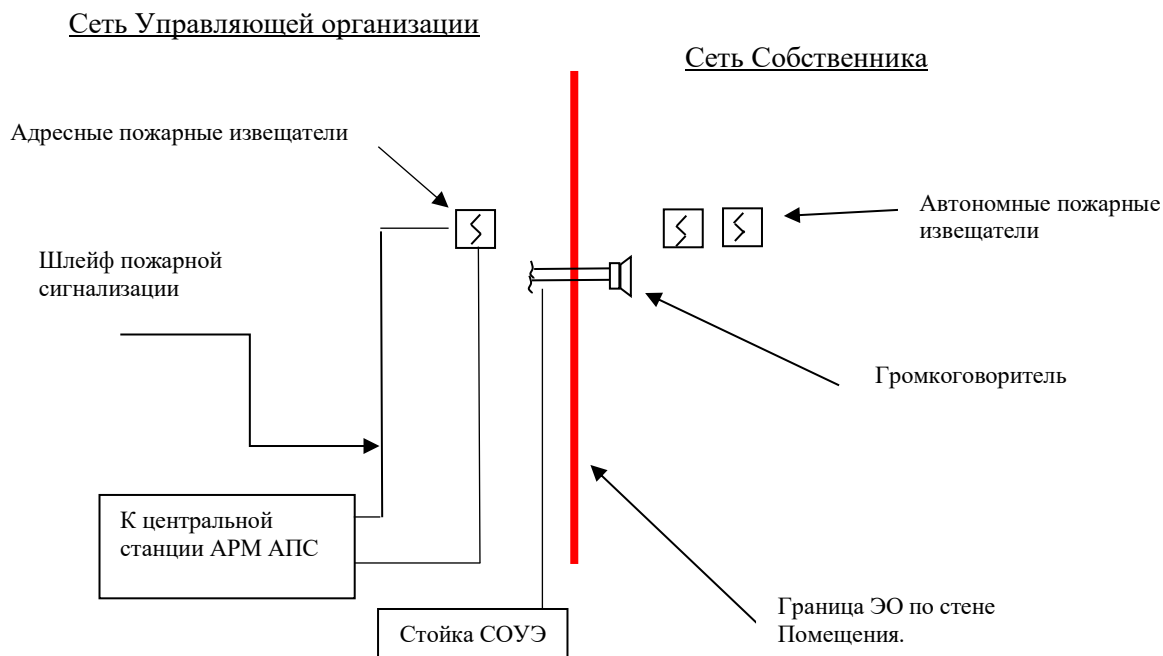 Сеть Управляющей организации
Сеть Собственника
Адресные пожарные извещатели
Автономные пожарные
извещатели
Шлейф пожарной
сигнализации
Громкоговоритель
К центральной
станции АРМ АПС
Граница ЭО по стене
Помещения.
Стойка СОУЭ